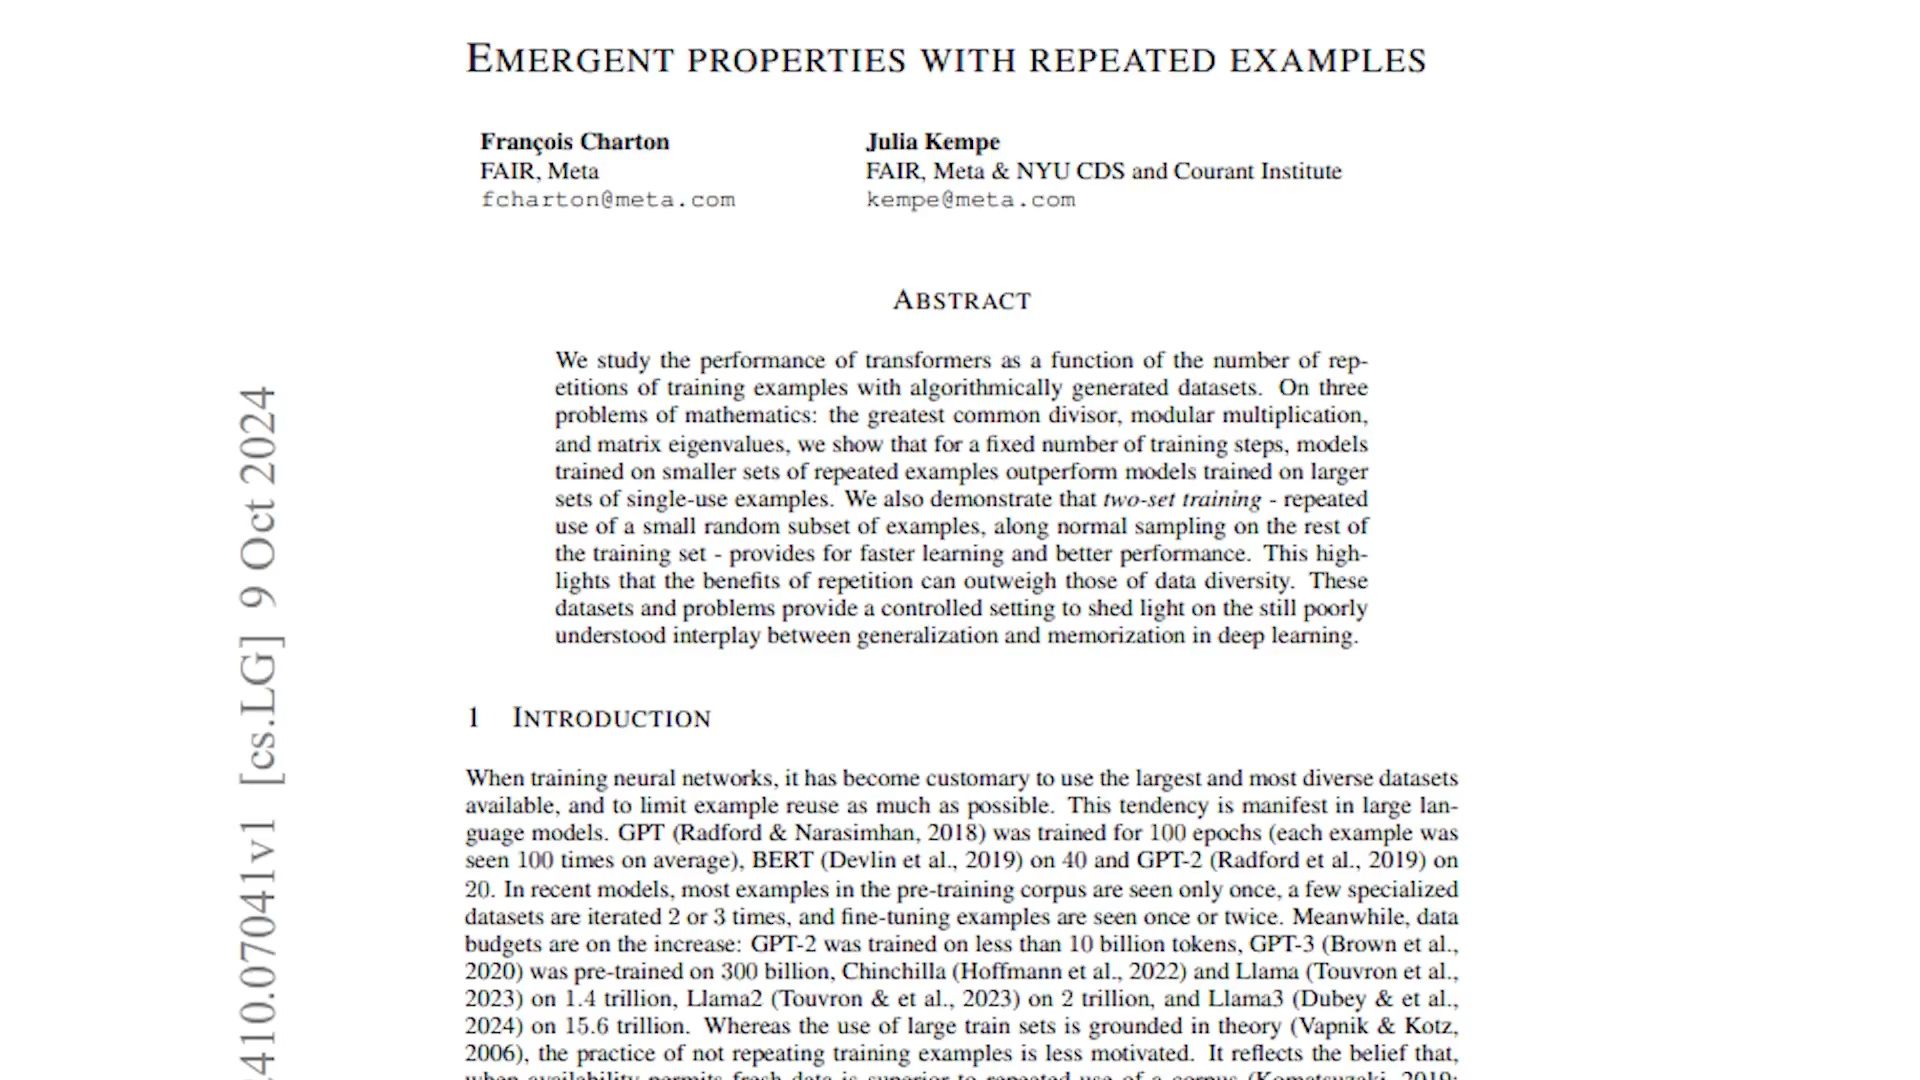 EMERGENT PROPERTIES WITH REPEATED EXAMPLES
François Charton
FAIR, Meta
fcharton@meta.com
Julia Kempe
FAIR, Meta & NYU CDS and Courant Institute
kempe@meta.com
ABSTRACT
We study the performance of transformers as a function of the number of rep-
etitions of training examples with algorithmically generated datasets. On three
problems of mathematics: the greatest common divisor, modular multiplication,
and matrix eigenvalues, we show that for a fixed number of training steps, models
trained on smaller sets of repeated examples outperform models trained on larger
sets of single-use examples. We also demonstrate that two-set training - repeated
use of a small random subset of examples, along normal sampling on the rest of
the training set - provides for faster learning and better performance. This high-
lights that the benefits of repetition can outweigh those of data diversity. These
datasets and problems provide a controlled setting to shed light on the still poorly
understood interplay between generalization and memorization in deep learning.
1 INTRODUCTION
When training neural networks, it has become customary to use the largest and most diverse datasets
available, and to limit example reuse as much as possible. This tendency is manifest in large lan-
guage models. GPT (Radford & Narasimhan, 2018) was trained for 100 epochs (each example was
seen 100 times on average), BERT (Devlin et al., 2019) on 40 and GPT-2 (Radford et al., 2019) on
20. In recent models, most examples in the pre-training corpus are seen only once, a few specialized
datasets are iterated 2 or 3 times, and fine-tuning examples are seen once or twice. Meanwhile, data
budgets are on the increase: GPT-2 was trained on less than 10 billion tokens, GPT-3 (Brown et al.,
2020) was pre-trained on 300 billion, Chinchilla (Hoffmann et al., 2022) and Llama (Touvron et al.,
2023) on 1.4 trillion, Llama2 (Touvron & et al., 2023) on 2 trillion, and Llama3 (Dubey & et al.,
2024) on 15.6 trillion. Whereas the use of large train sets is grounded in theory (Vapnik & Kotz,
2006), the practice of not repeating training examples is less motivated. It reflects the belief that,
when availability permits, fresh data is superior to repeated use of a corpus (Komatsuzaki, 2019;
2410.07041v1 [cs.LG] 9 Oct 2024